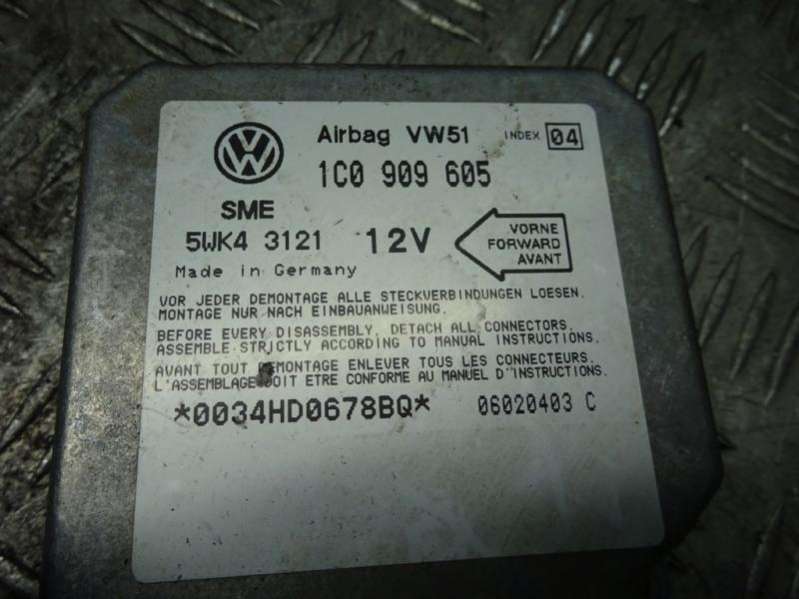 VW
Airbag VW51 INDEX 04
1C0 909 605
SME
5WK4 3121 12V
VORNE
FORWARD
AVANT
Made in Germany
VOR JEDER DEMONTAGE ALLE STECKVERBINDUNGEN LOESEN.
MONTAGE NUR NACH EINBAUANWEISUNG.
BEFORE EVERY DISASSEMBLY, DETACH ALL CONNECTORS.
ASSEMBLE STRICTLY ACCORDING TO MANUAL INSTRUCTIONS.
AVANT TOUT DEMONTAGE ENLEVER TOUS LES CONNECTEURS.
L'ASSEMBLAGE DOIT ETRE CONFORME AU MANUEL D''INSTRUCTIONS.
*0034HD0678BQ* 06020403 C